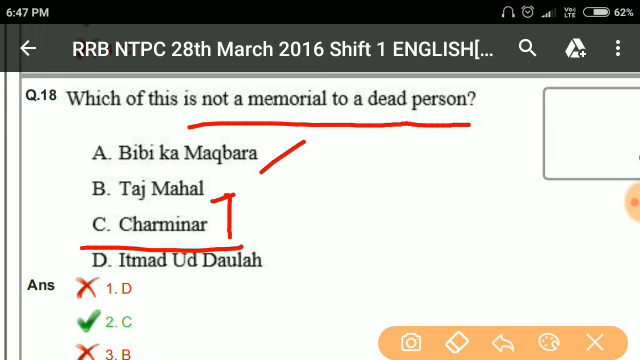 6:47 PM Vo) LTE 62%
RRB NTPC 28th March 2016 Shift 1 ENGLISH[...
Q.18 Which of this is not a memorial to a dead person?
A. Bibi ka Maqbara
B. Taj Mahal
C. Charminar
D. Itmad Ud Daulah
Ans 1. D
2. C
3. B